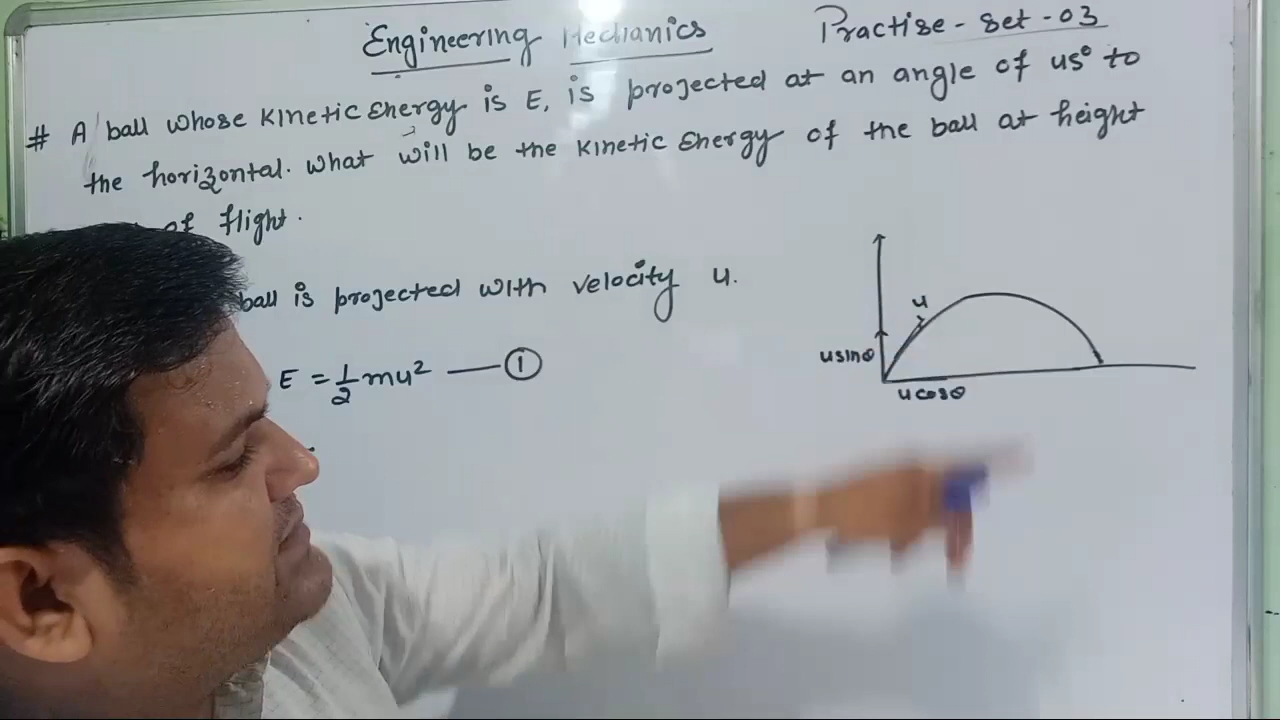 Engineering Mechanics
Practise - Set - 03
# A ball whose Kinetic Energy is E, is projected at an angle of 45° to
the horizontal. What will be the Kinetic Energy of the ball at height
of flight.
ball is projected with velocity u.
E = 1/2 mu² — ①
u
usinθ
ucosθ